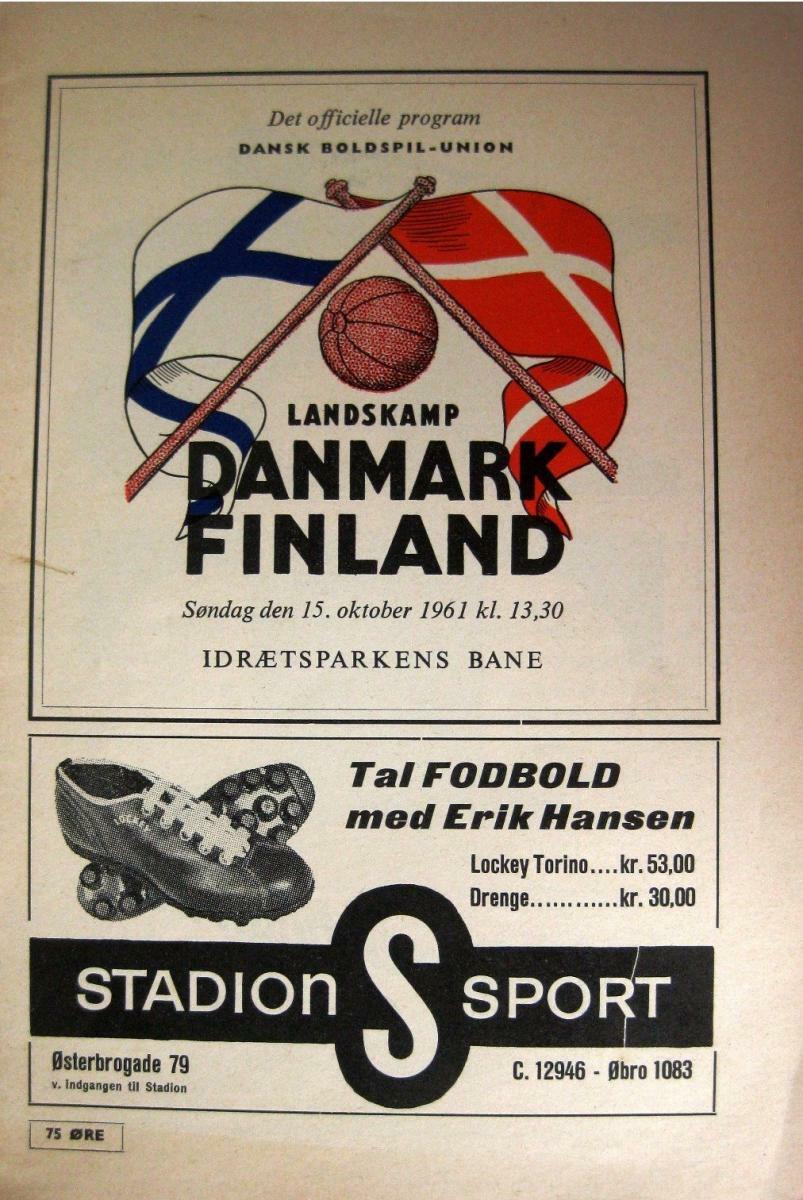 Det officielle program
DANSK BOLDSPIL-UNION
LANDSKAMP
DANMARK
FINLAND
Søndag den 15. oktober 1961 kl. 13,30
IDRÆTSPARKENS BANE
Tal FODBOLD
med Erik Hansen
LOCKEY
Lockey Torino....kr. 53,00
Drenge............kr. 30,00
STADION S SPORT
Østerbrogade 79
v. indgangen til Stadion
C. 12946 - Øbro 1083
75 ØRE